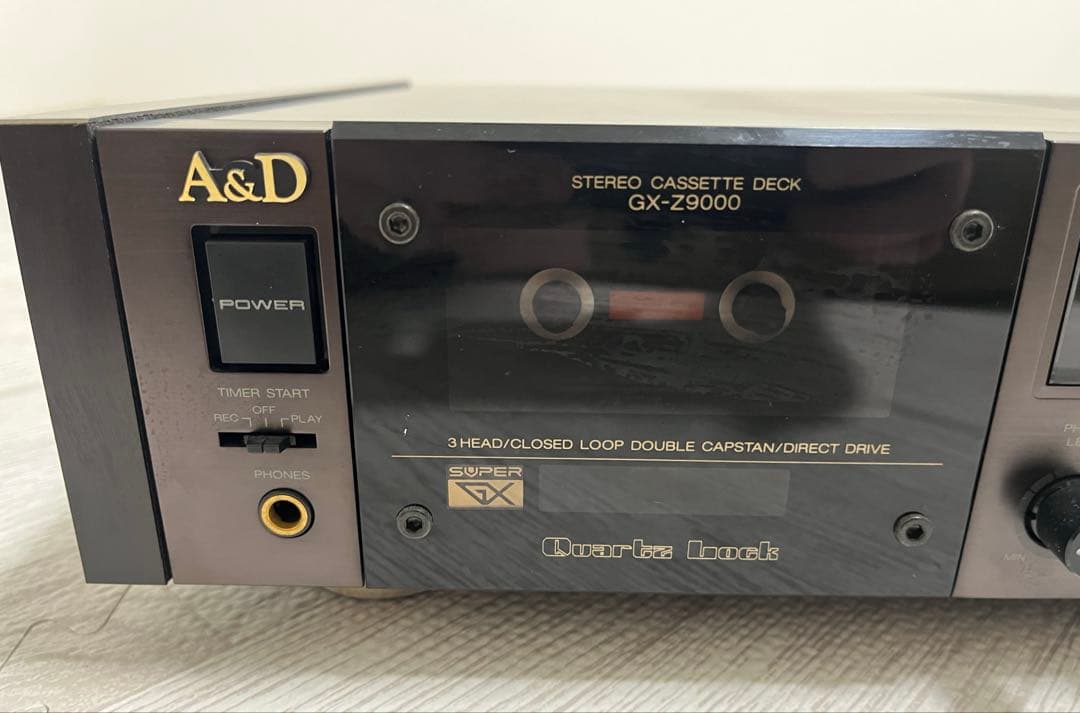 A&D
POWER
TIMER START
OFF
REC PLAY
PHONES
STEREO CASSETTE DECK
GX-Z9000
3 HEAD/CLOSED LOOP DOUBLE CAPSTAN/DIRECT DRIVE
SUPER
GX
Quartz Lock
MIN